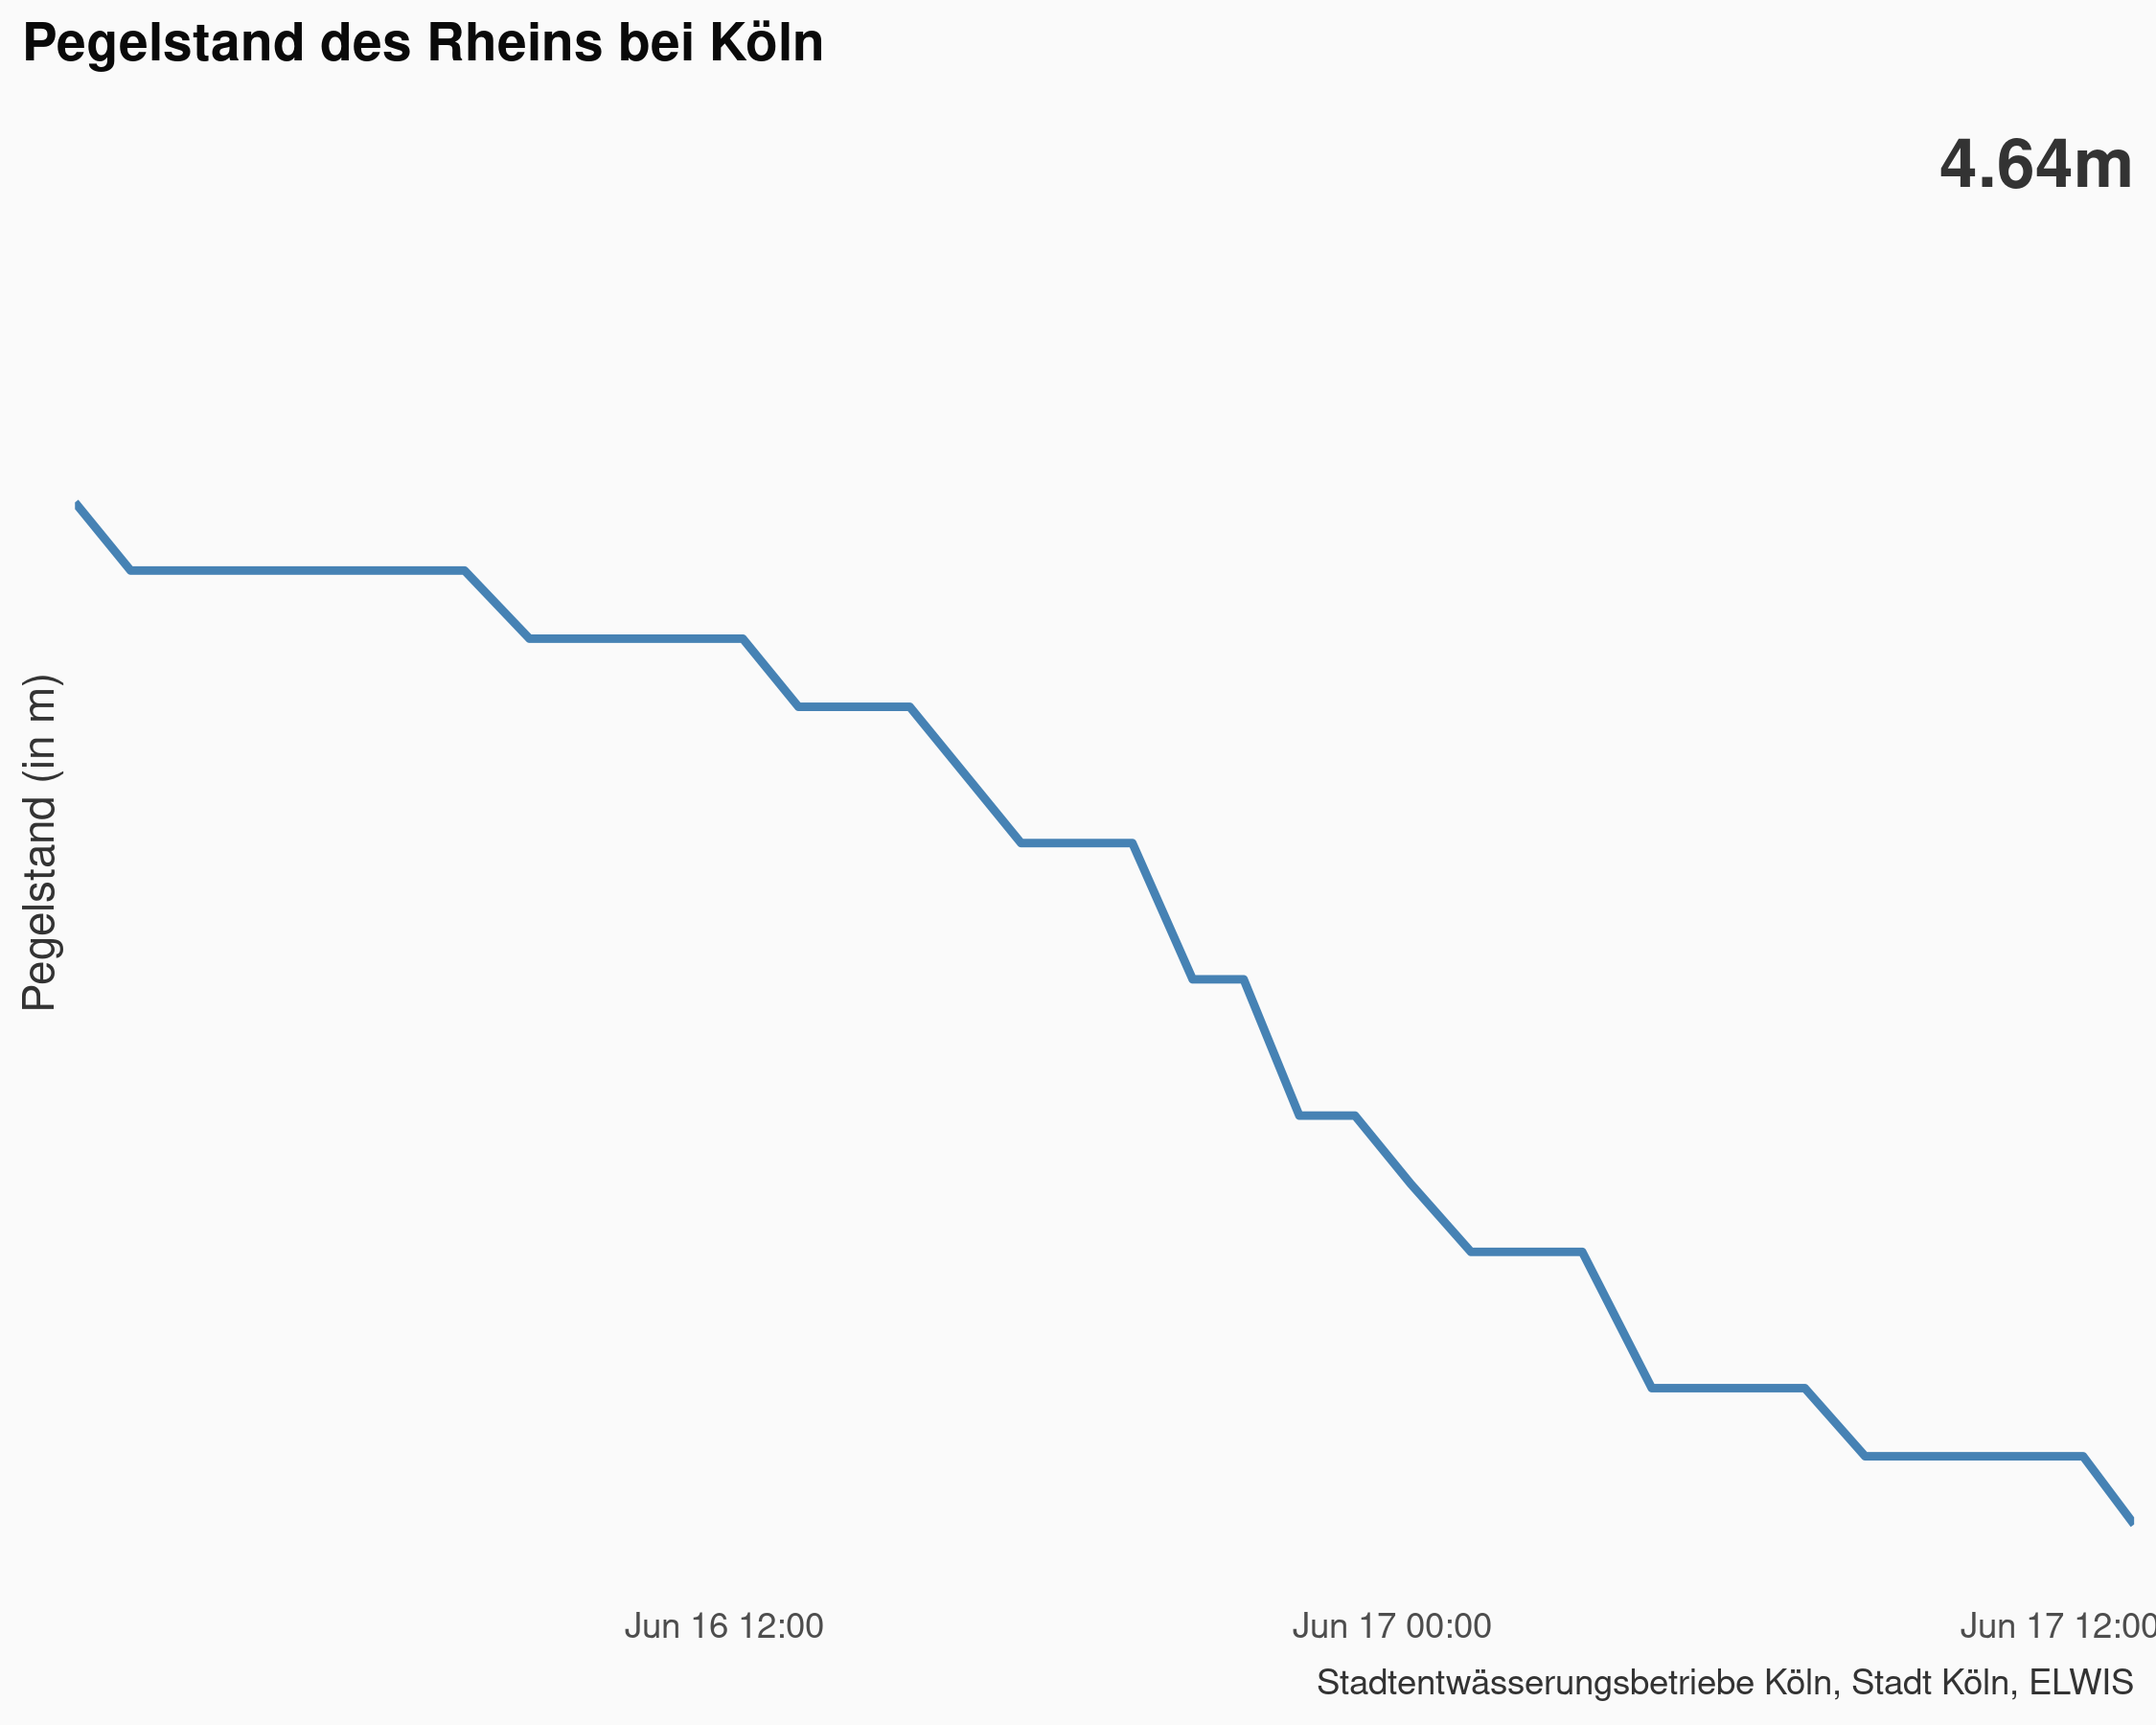 Pegelstand des Rheins bei Köln
4.64m
Pegelstand (in m)
Jun 16 12:00
Jun 17 00:00
Jun 17 12:00
Stadtentwässerungsbetriebe Köln, Stadt Köln, ELWIS